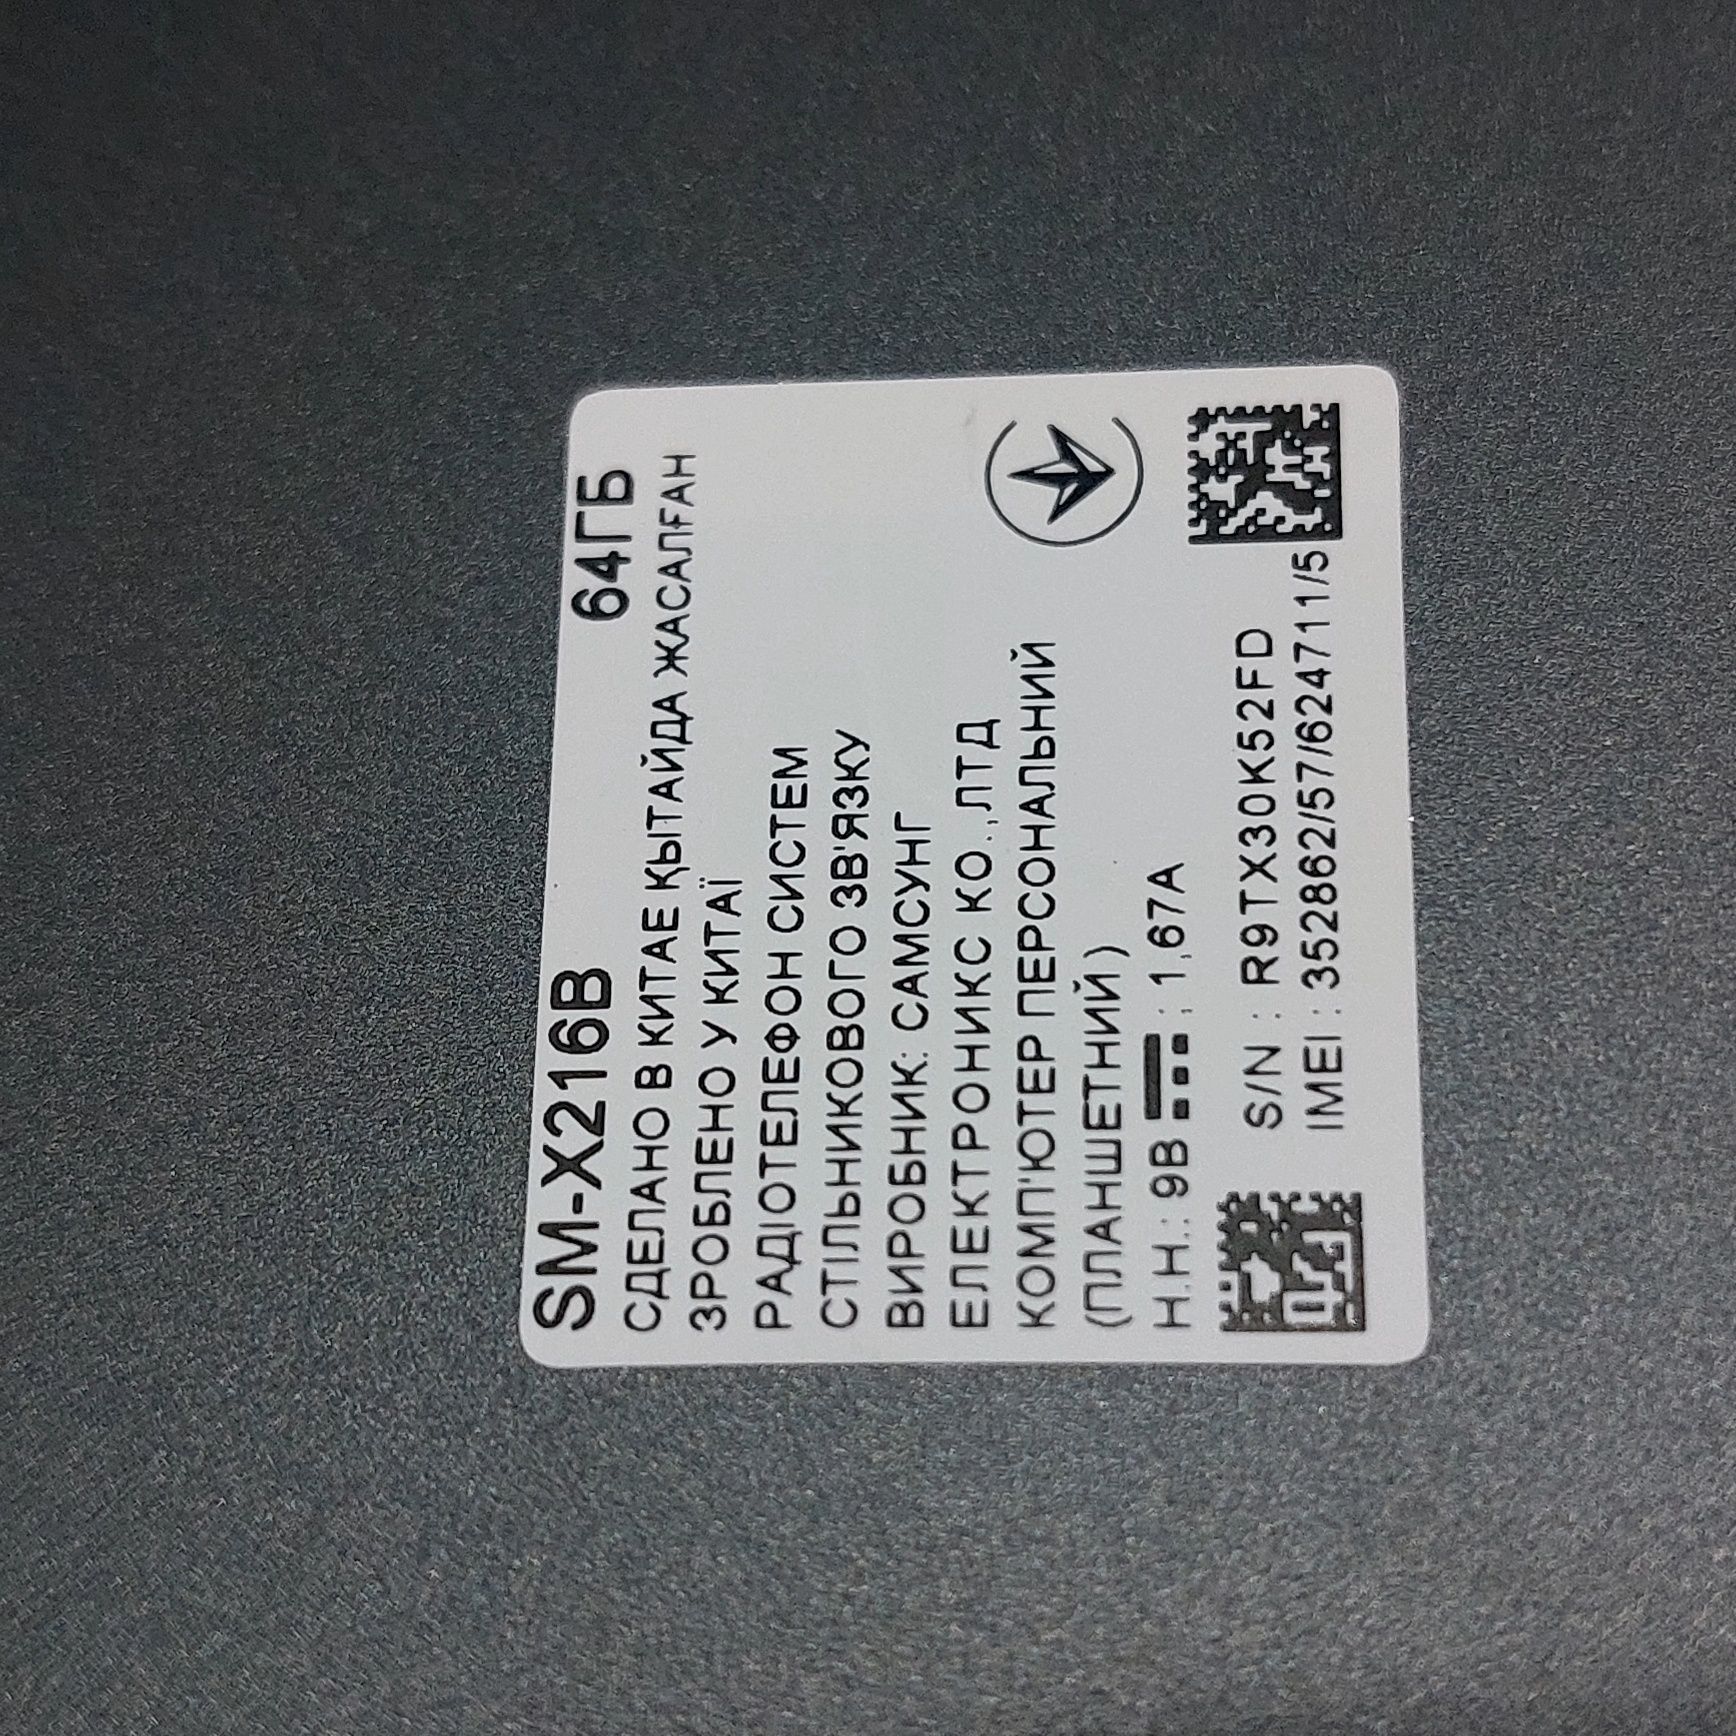 SM-X216B 64ГБ
СДЕЛАНО В КИТАЕ ҚЫТАЙДА ЖАСАЛҒАН
ЗРОБЛЕНО У КИТАЇ
РАДІОТЕЛЕФОН СИСТЕМ
СТІЛЬНИКОВОГО ЗВ'ЯЗКУ
ВИРОБНИК: САМСУНГ
ЕЛЕКТРОНИКС КО.,ЛТД
КОМП'ЮТЕР ПЕРСОНАЛЬНИЙ
(ПЛАНШЕТНИЙ)
Н.Н.: 9В ⎓ ; 1,67А
S/N : R9TX30K52FD
IMEI : 352862/57/624711/5